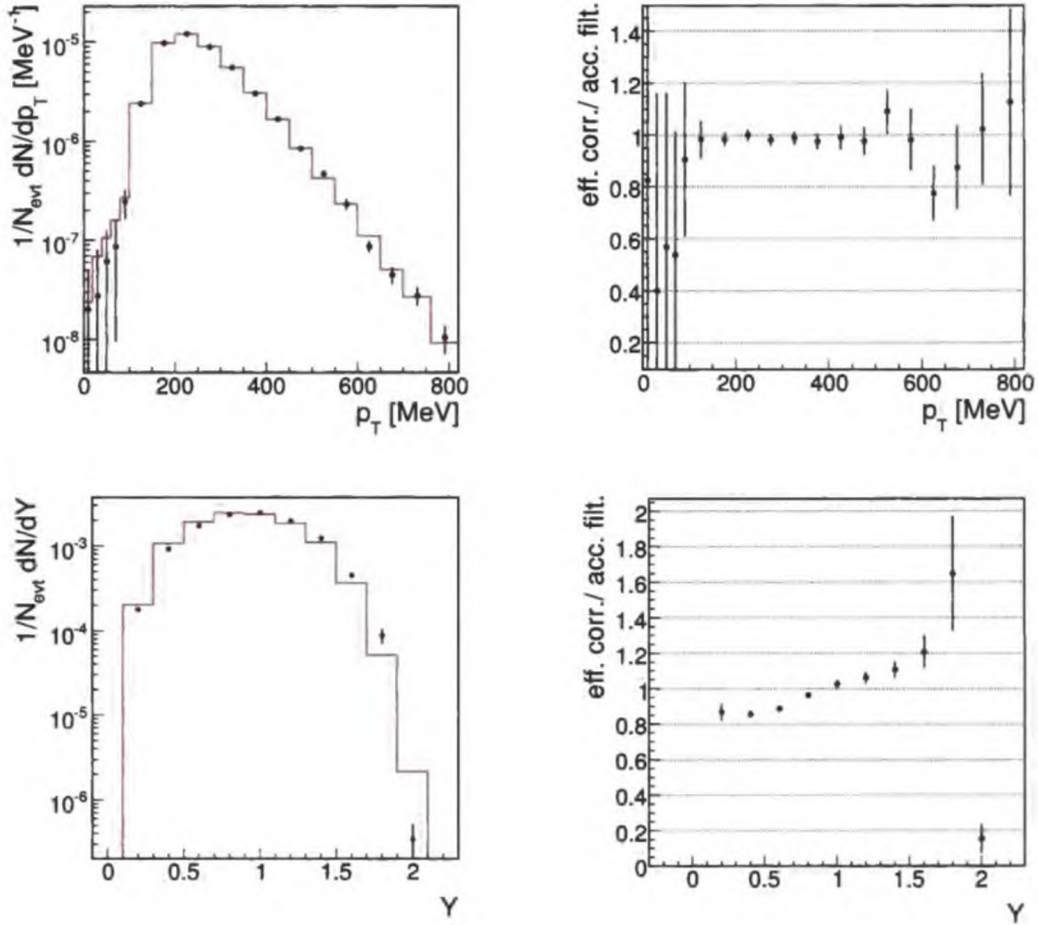 1/N_evt dN/dp_T [MeV⁻¹]
10⁻⁵
10⁻⁶
10⁻⁷
10⁻⁸
0 200 400 600 800
p_T [MeV]
eff. corr./ acc. filt.
1.4
1.2
1
0.8
0.6
0.4
0.2
0 200 400 600 800
p_T [MeV]
1/N_evt dN/dY
10⁻³
10⁻⁴
10⁻⁵
10⁻⁶
0 0.5 1 1.5 2
Y
eff. corr./ acc. filt.
2
1.8
1.6
1.4
1.2
1
0.8
0.6
0.4
0.2
0
0 0.5 1 1.5 2
Y